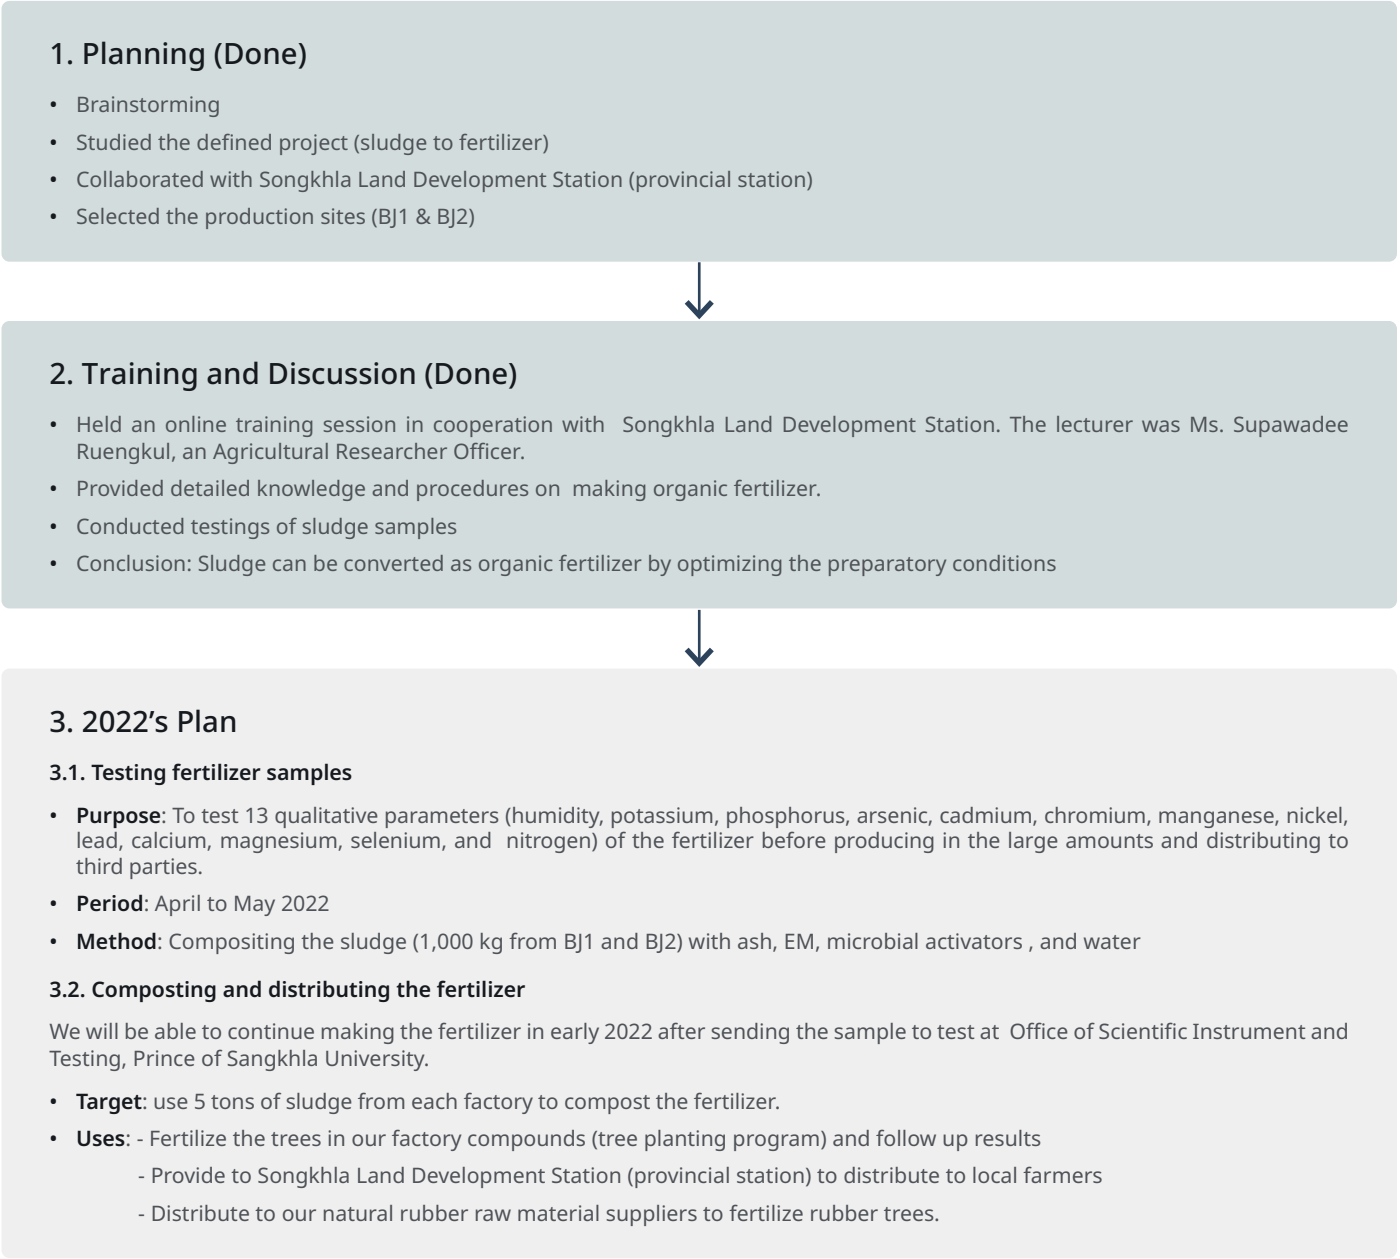 1. Planning (Done)
• Brainstorming
• Studied the defined project (sludge to fertilizer)
• Collaborated with Songkhla Land Development Station (provincial station)
• Selected the production sites (BJ1 & BJ2)
2. Training and Discussion (Done)
• Held an online training session in cooperation with Songkhla Land Development Station. The lecturer was Ms. Supawadee
Ruengkul, an Agricultural Researcher Officer.
• Provided detailed knowledge and procedures on making organic fertilizer.
• Conducted testings of sludge samples
• Conclusion: Sludge can be converted as organic fertilizer by optimizing the preparatory conditions
3. 2022’s Plan
3.1. Testing fertilizer samples
• Purpose: To test 13 qualitative parameters (humidity, potassium, phosphorus, arsenic, cadmium, chromium, manganese, nickel,
lead, calcium, magnesium, selenium, and nitrogen) of the fertilizer before producing in the large amounts and distributing to
third parties.
• Period: April to May 2022
• Method: Compositing the sludge (1,000 kg from BJ1 and BJ2) with ash, EM, microbial activators , and water
3.2. Composting and distributing the fertilizer
We will be able to continue making the fertilizer in early 2022 after sending the sample to test at Office of Scientific Instrument and
Testing, Prince of Sangkhla University.
• Target: use 5 tons of sludge from each factory to compost the fertilizer.
• Uses: - Fertilize the trees in our factory compounds (tree planting program) and follow up results
- Provide to Songkhla Land Development Station (provincial station) to distribute to local farmers
- Distribute to our natural rubber raw material suppliers to fertilize rubber trees.